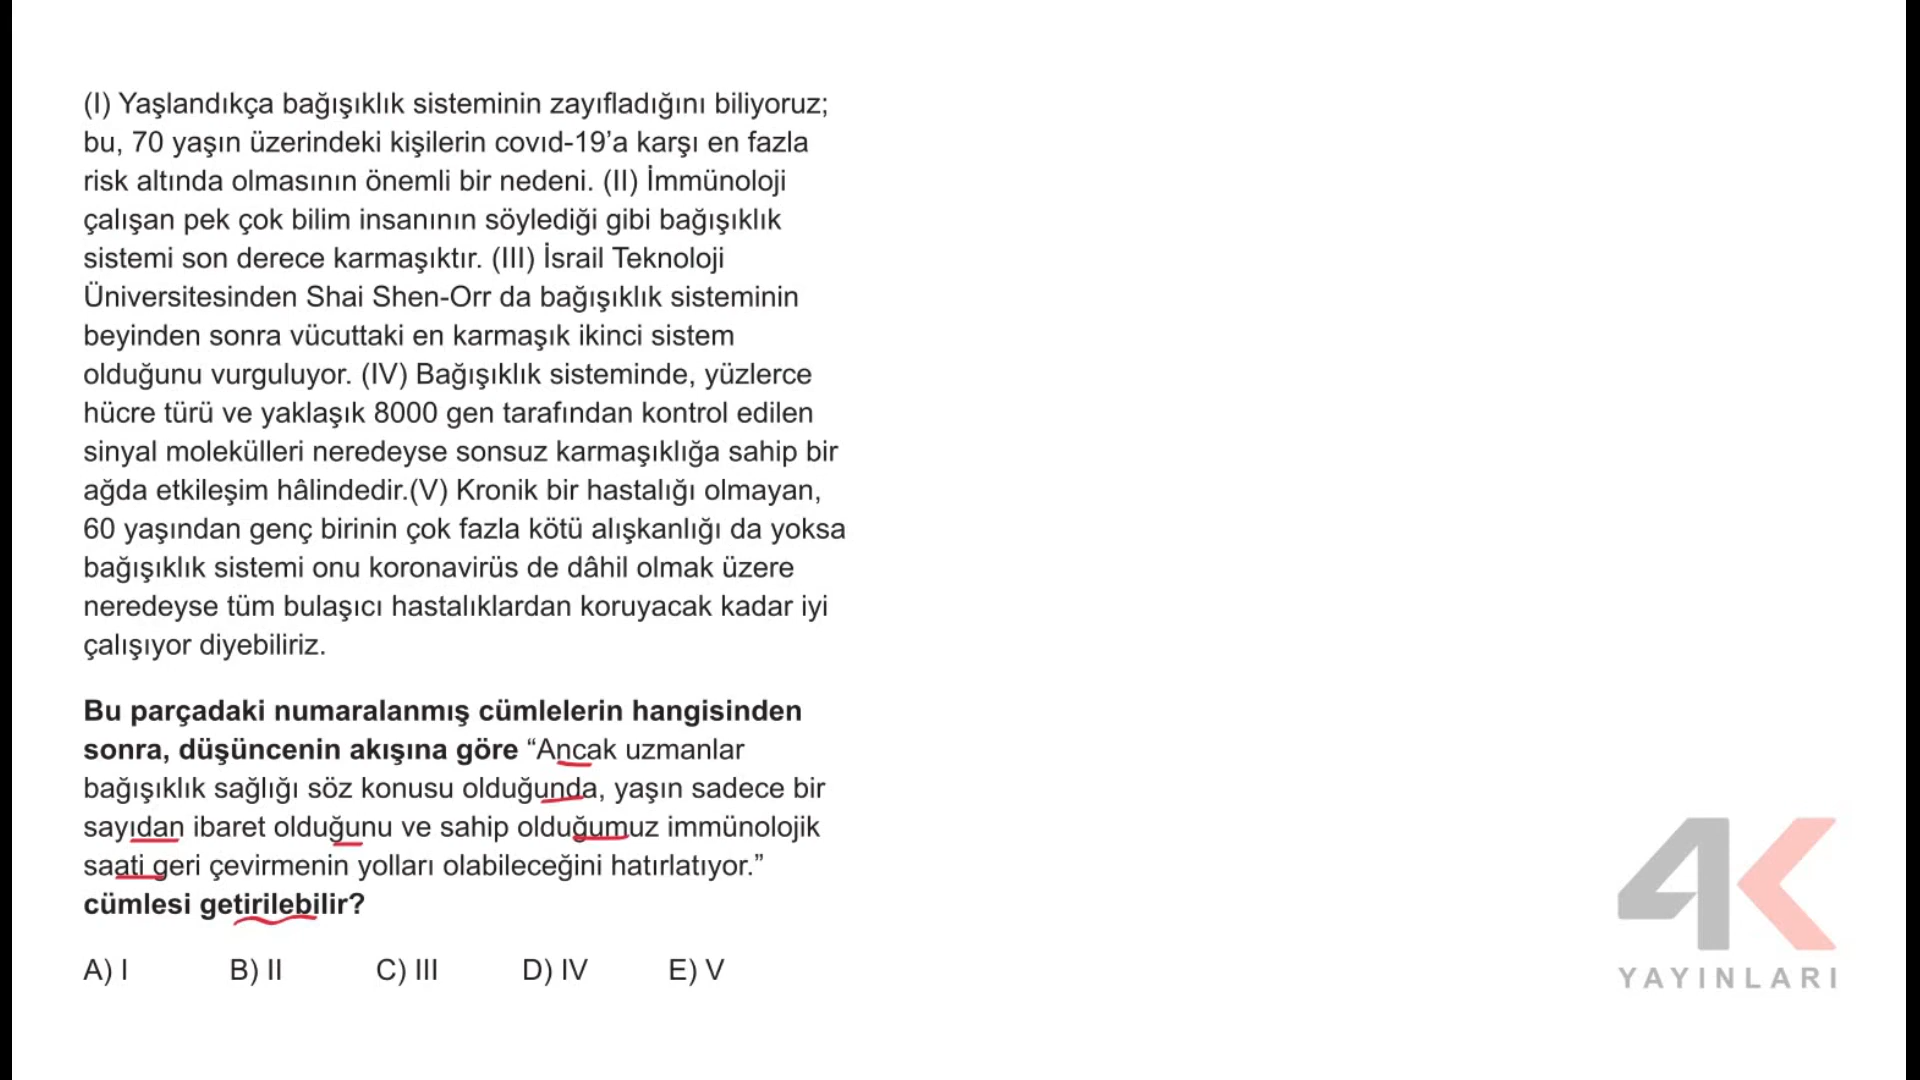 (I) Yaşlandıkça bağışıklık sisteminin zayıfladığını biliyoruz;
bu, 70 yaşın üzerindeki kişilerin covıd-19’a karşı en fazla
risk altında olmasının önemli bir nedeni. (II) İmmünoloji
çalışan pek çok bilim insanının söylediği gibi bağışıklık
sistemi son derece karmaşıktır. (III) İsrail Teknoloji
Üniversitesinden Shai Shen-Orr da bağışıklık sisteminin
beyinden sonra vücuttaki en karmaşık ikinci sistem
olduğunu vurguluyor. (IV) Bağışıklık sisteminde, yüzlerce
hücre türü ve yaklaşık 8000 gen tarafından kontrol edilen
sinyal molekülleri neredeyse sonsuz karmaşıklığa sahip bir
ağda etkileşim hâlindedir.(V) Kronik bir hastalığı olmayan,
60 yaşından genç birinin çok fazla kötü alışkanlığı da yoksa
bağışıklık sistemi onu koronavirüs de dâhil olmak üzere
neredeyse tüm bulaşıcı hastalıklardan koruyacak kadar iyi
çalışıyor diyebiliriz.
Bu parçadaki numaralanmış cümlelerin hangisinden
sonra, düşüncenin akışına göre “Ancak uzmanlar
bağışıklık sağlığı söz konusu olduğunda, yaşın sadece bir
sayıdan ibaret olduğunu ve sahip olduğumuz immünolojik
saati geri çevirmenin yolları olabileceğini hatırlatıyor.”
cümlesi getirilebilir?
A) I B) II C) III D) IV E) V
4K
YAYINLARI